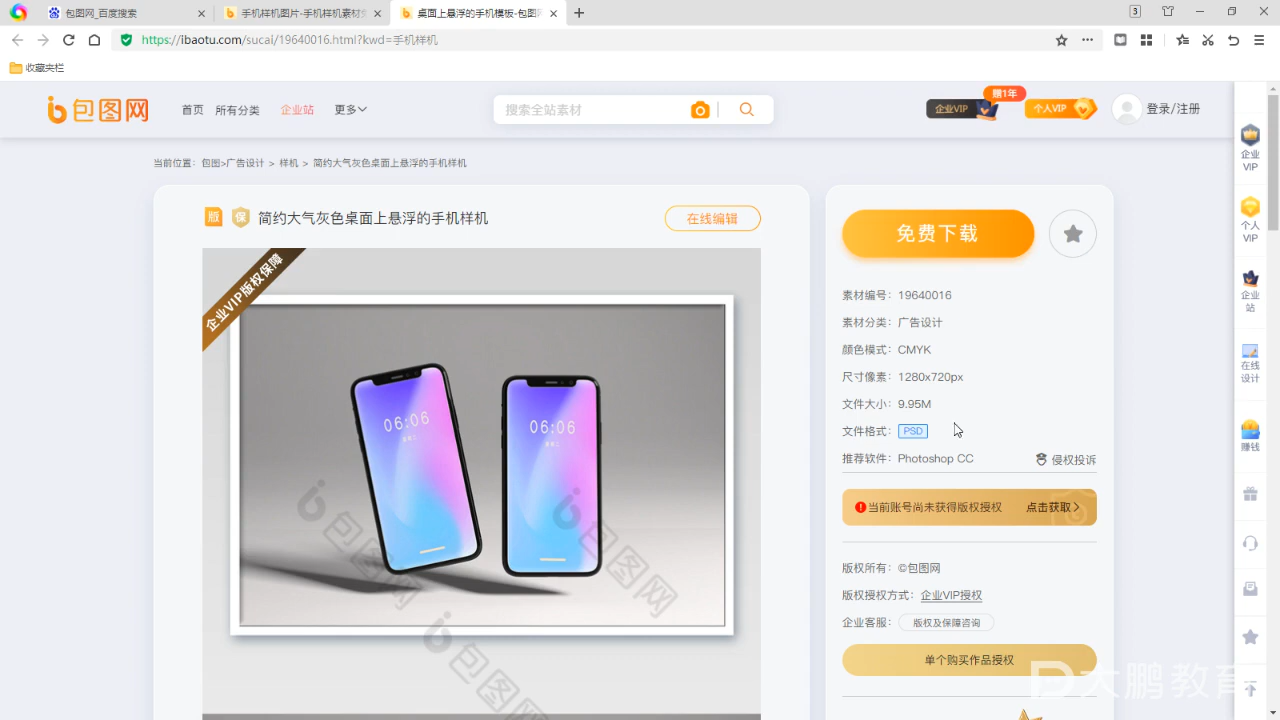 包图网_百度搜索
手机样机图片-手机样机素材免
桌面上悬浮的手机模板-包图网
3
https://ibaotu.com/sucai/19640016.html?kwd=手机样机
收藏夹栏
包图网
首页
所有分类
企业站
更多
搜索全站素材
企业VIP
赠1年
个人VIP
登录/注册
当前位置：包图>广告设计 > 样机 > 简约大气灰色桌面上悬浮的手机样机
版 保 简约大气灰色桌面上悬浮的手机样机
在线编辑
企业VIP版权保障
06:06
06:06
包图网
包图网
包图网
免费下载
素材编号：19640016
素材分类：广告设计
颜色模式：CMYK
尺寸像素：1280x720px
文件大小：9.95M
文件格式：PSD
推荐软件：Photoshop CC
侵权投诉
当前账号尚未获得版权授权 点击获取>
版权所有：©包图网
版权授权方式：企业VIP授权
企业客服：版权及保障咨询
单个购买作品授权
企业
VIP
个人
VIP
企业
站
在线
设计
赚钱
大鹏教育